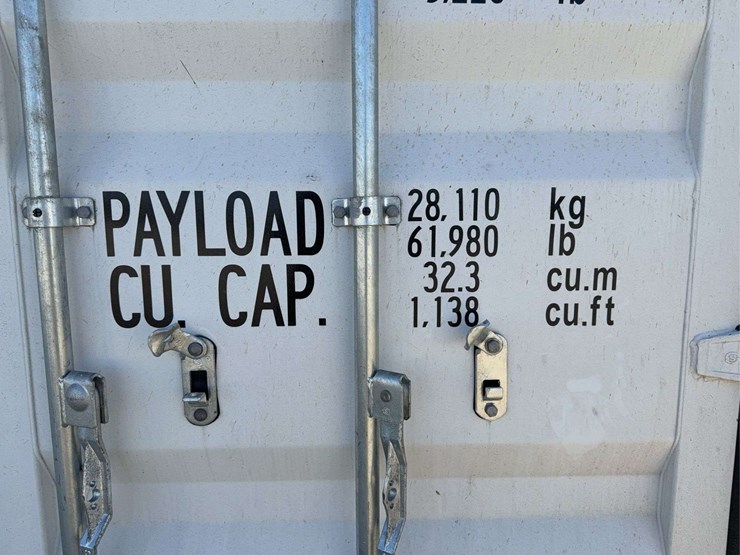 PAYLOAD 28,110 kg
61,980 lb
CU. CAP. 32.3 cu.m
1,138 cu.ft